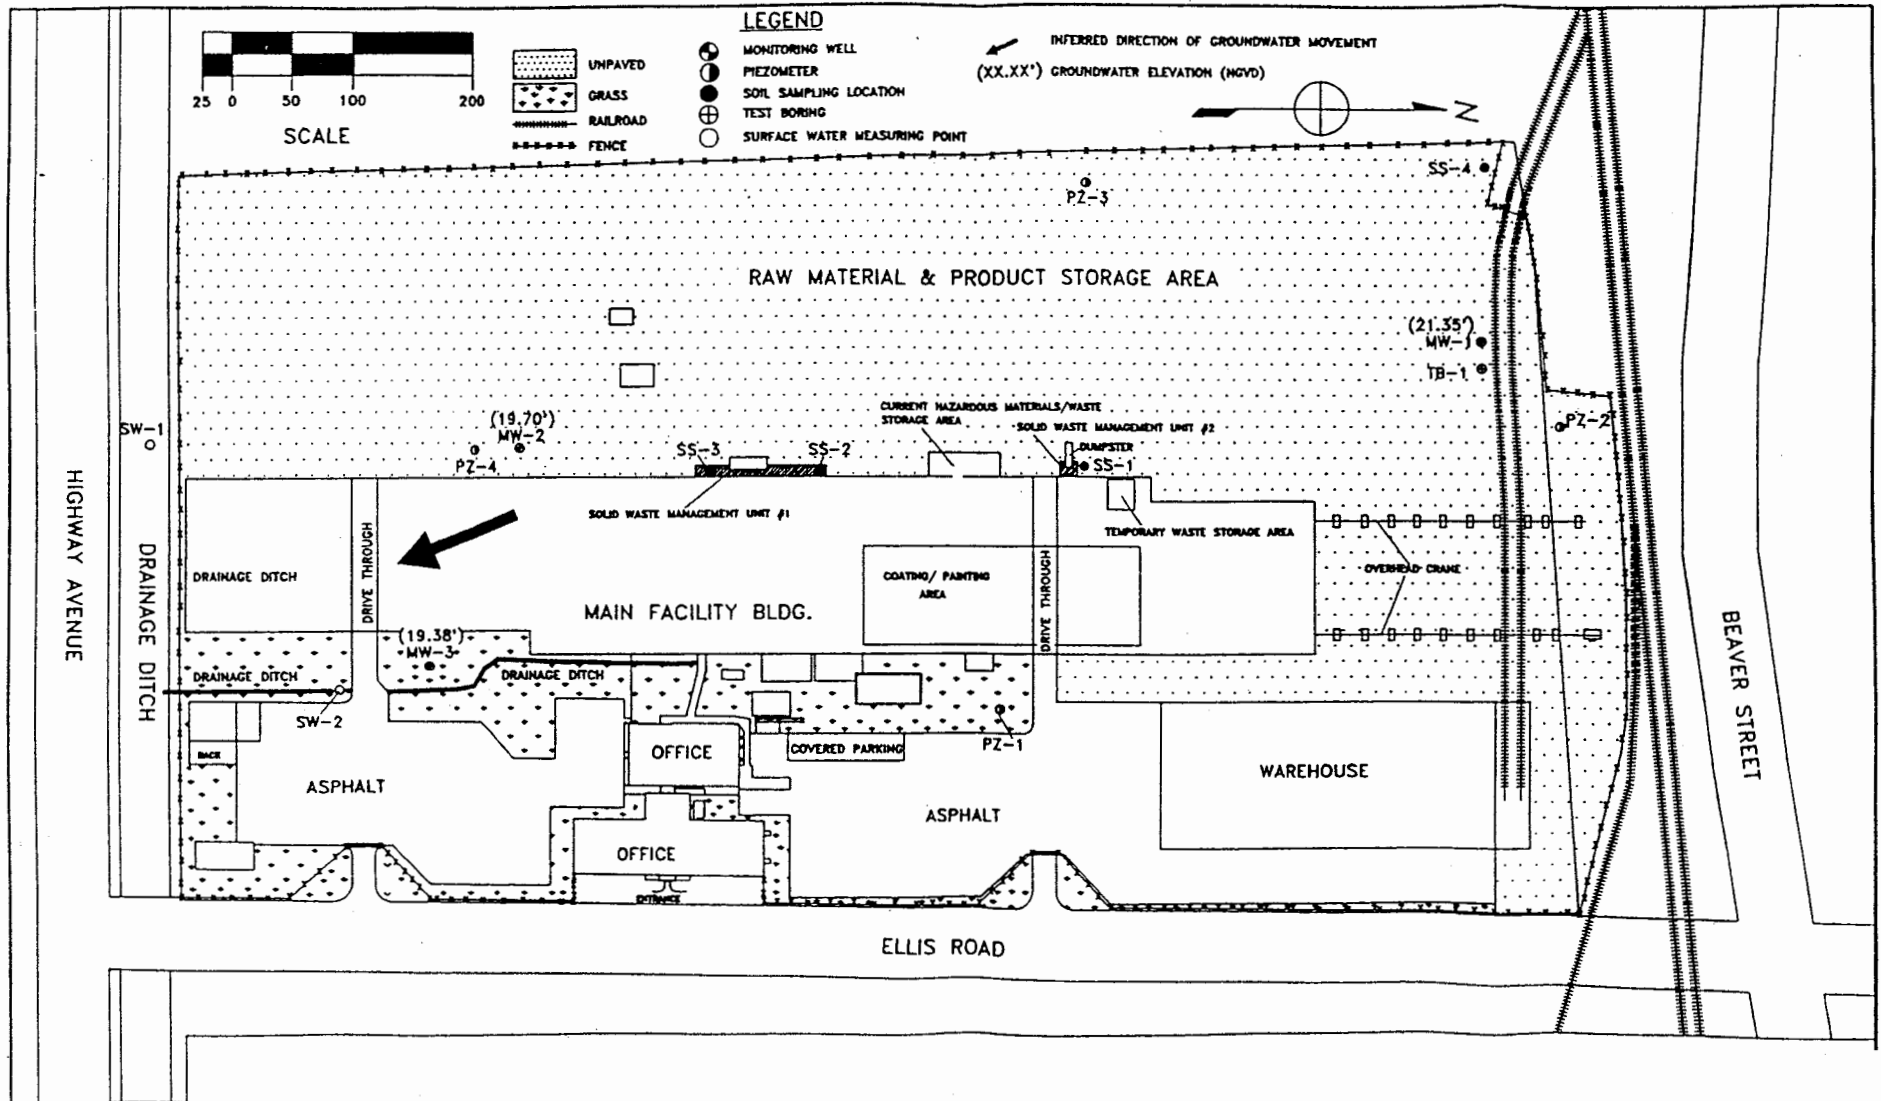 LEGEND
25 0 50 100 200
SCALE
UNPAVED
GRASS
RAILROAD
FENCE
MONITORING WELL
PIEZOMETER
SOIL SAMPLING LOCATION
TEST BORING
SURFACE WATER MEASURING POINT
INFERRED DIRECTION OF GROUNDWATER MOVEMENT
(XX.XX') GROUNDWATER ELEVATION (NGVD)
N
SS-4
PZ-3
RAW MATERIAL & PRODUCT STORAGE AREA
(21.35')
MW-1
TB-1
PZ-2
SW-1
(19.70')
MW-2
PZ-4
SS-3
SS-2
CURRENT HAZARDOUS MATERIALS/WASTE
STORAGE AREA
SOLID WASTE MANAGEMENT UNIT #2
DUMPSTER
SS-1
SOLID WASTE MANAGEMENT UNIT #1
TEMPORARY WASTE STORAGE AREA
HIGHWAY AVENUE
DRAINAGE DITCH
DRAINAGE DITCH
DRIVE THROUGH
COATING/ PAINTING
AREA
DRIVE THROUGH
OVERHEAD CRANE
MAIN FACILITY BLDG.
(19.38')
MW-3
DRAINAGE DITCH
DRAINAGE DITCH
SW-2
PZ-1
BEAVER STREET
RACK
OFFICE
COVERED PARKING
ASPHALT
WAREHOUSE
ASPHALT
OFFICE
ENTRANCE
ELLIS ROAD